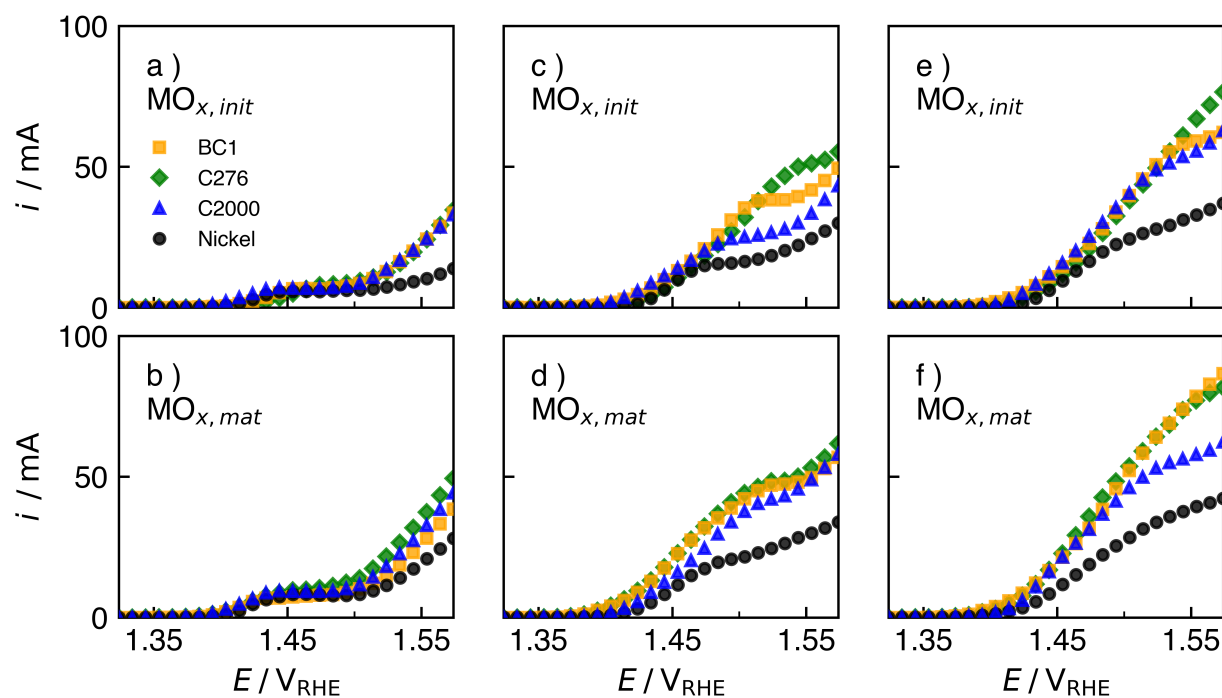 100
50
0
i / mA
a )
MOx, init
BC1
C276
C2000
Nickel
c )
MOx, init
e )
MOx, init
100
50
0
i / mA
b )
MOx, mat
d )
MOx, mat
f )
MOx, mat
1.35 1.45 1.55
1.35 1.45 1.55
1.35 1.45 1.55
E / VRHE
E / VRHE
E / VRHE